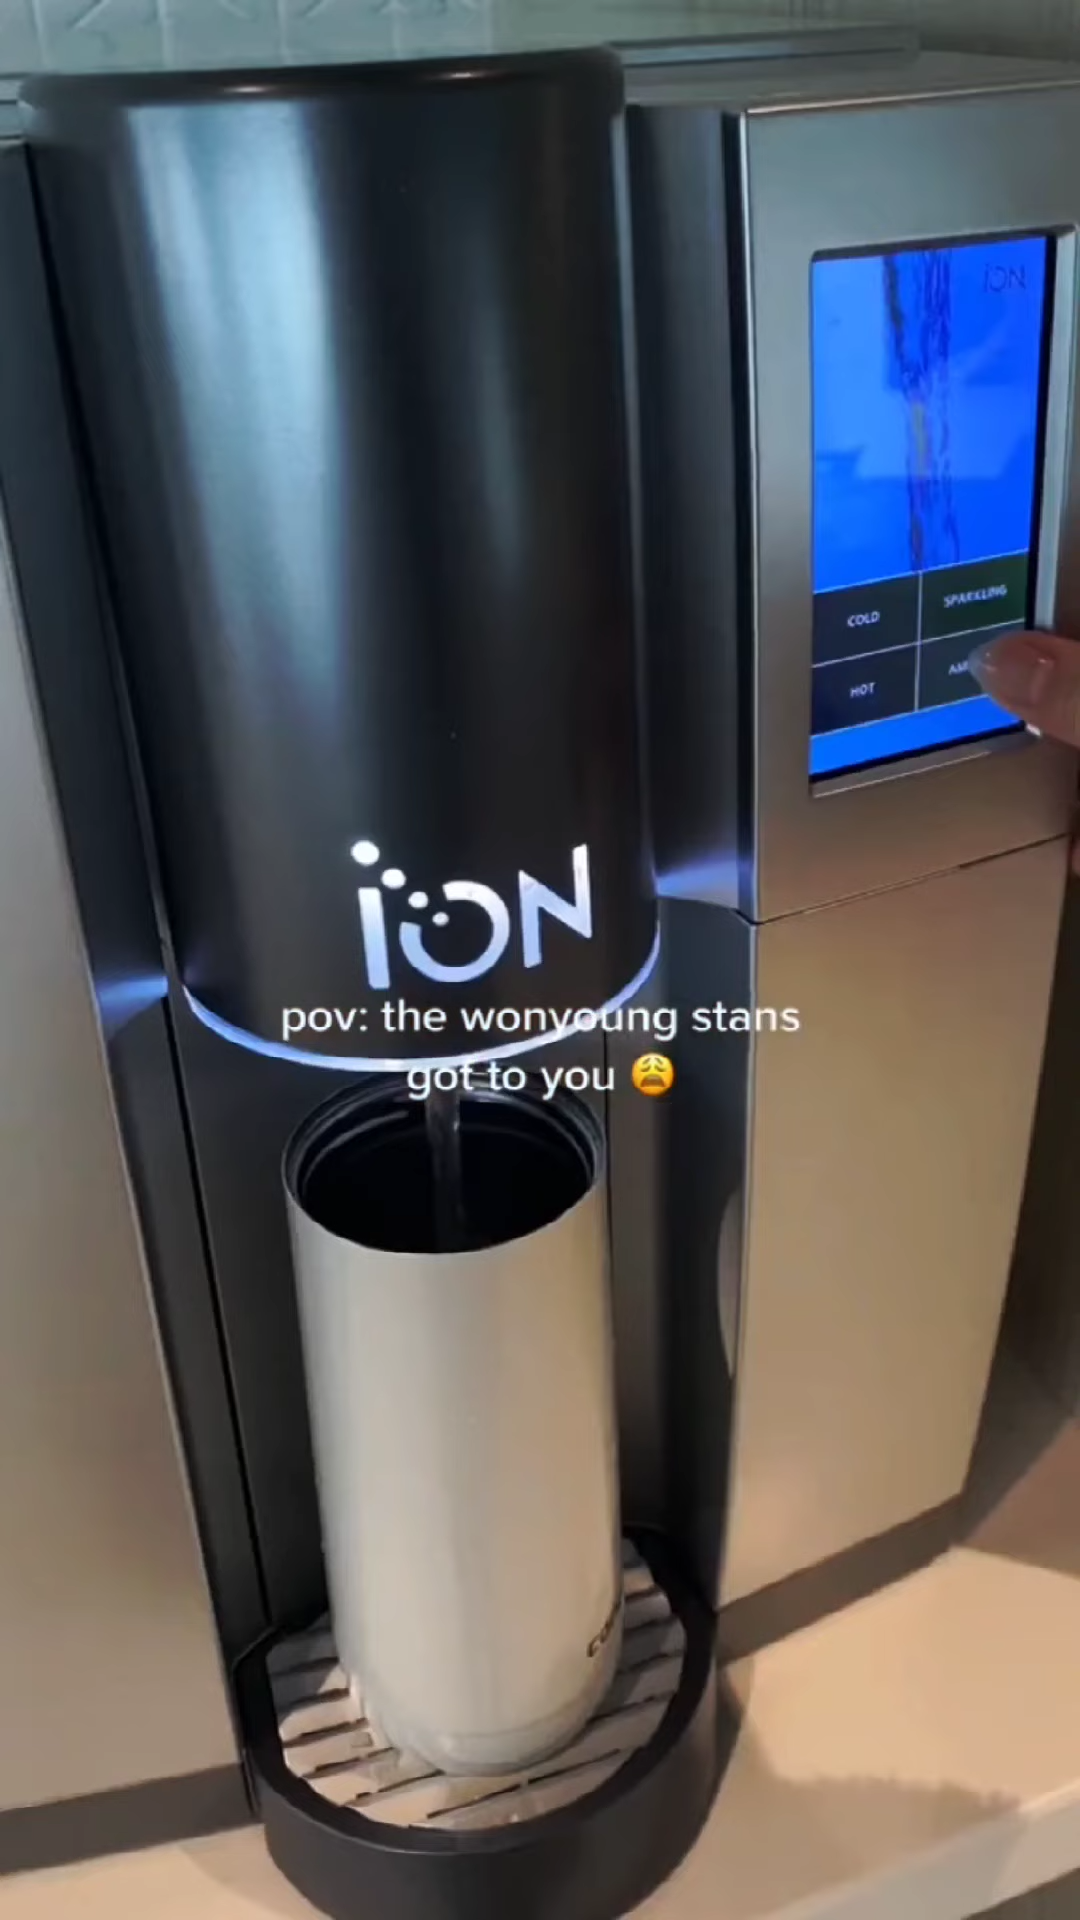 iON
COLD
SPARKLING
HOT
iON
pov: the wonyoung stans
got to you 😩